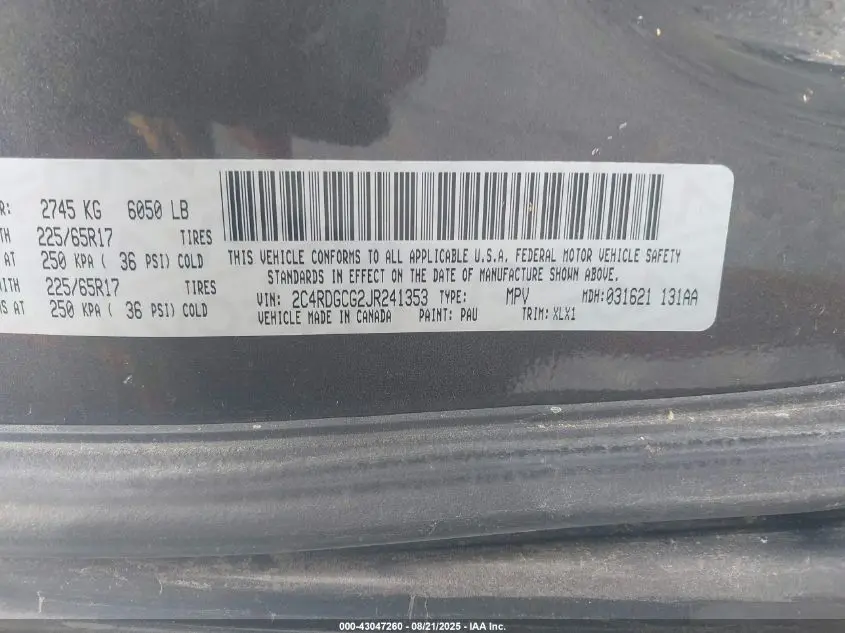 R: 2745 KG 6050 LB
TH 225/65R17 TIRES
AT 250 KPA ( 36 PSI) COLD
WITH 225/65R17 TIRES
S AT 250 KPA ( 36 PSI) COLD
THIS VEHICLE CONFORMS TO ALL APPLICABLE U.S.A. FEDERAL MOTOR VEHICLE SAFETY
STANDARDS IN EFFECT ON THE DATE OF MANUFACTURE SHOWN ABOVE.
VIN: 2C4RDGCG2JR241353 TYPE: MPV MDH:031621 131AA
VEHICLE MADE IN CANADA PAINT: PAU TRIM: XLX1
000-43047260 - 08/21/2025 - IAA Inc.